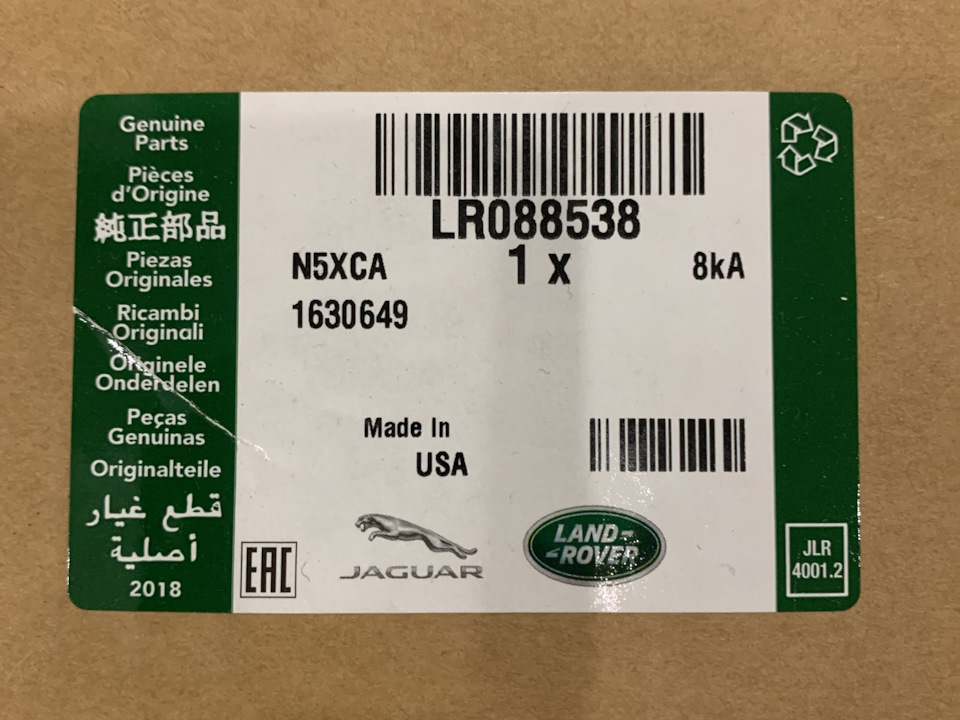 Genuine
Parts
Pièces
d'Origine
純正部品
Piezas
Originales
Ricambi
Originali
Originele
Onderdelen
Peças
Genuinas
Originalteile
قطع غيار
أصلية
2018
LR088538
N5XCA 1 x 8kA
1630649
Made In
USA
EAC
JAGUAR
LAND-
-ROVER
JLR
4001.2